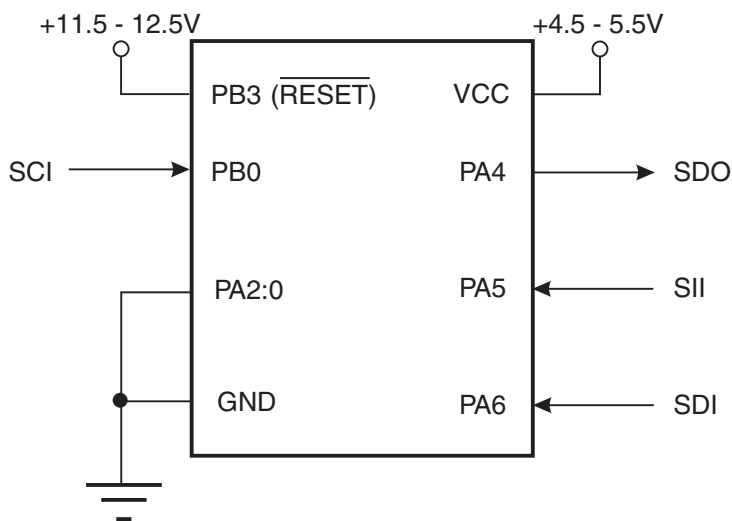 +11.5 - 12.5V
+4.5 - 5.5V
PB3 (RESET)
VCC
SCI
PB0
PA4
SDO
PA2:0
PA5
SII
GND
PA6
SDI